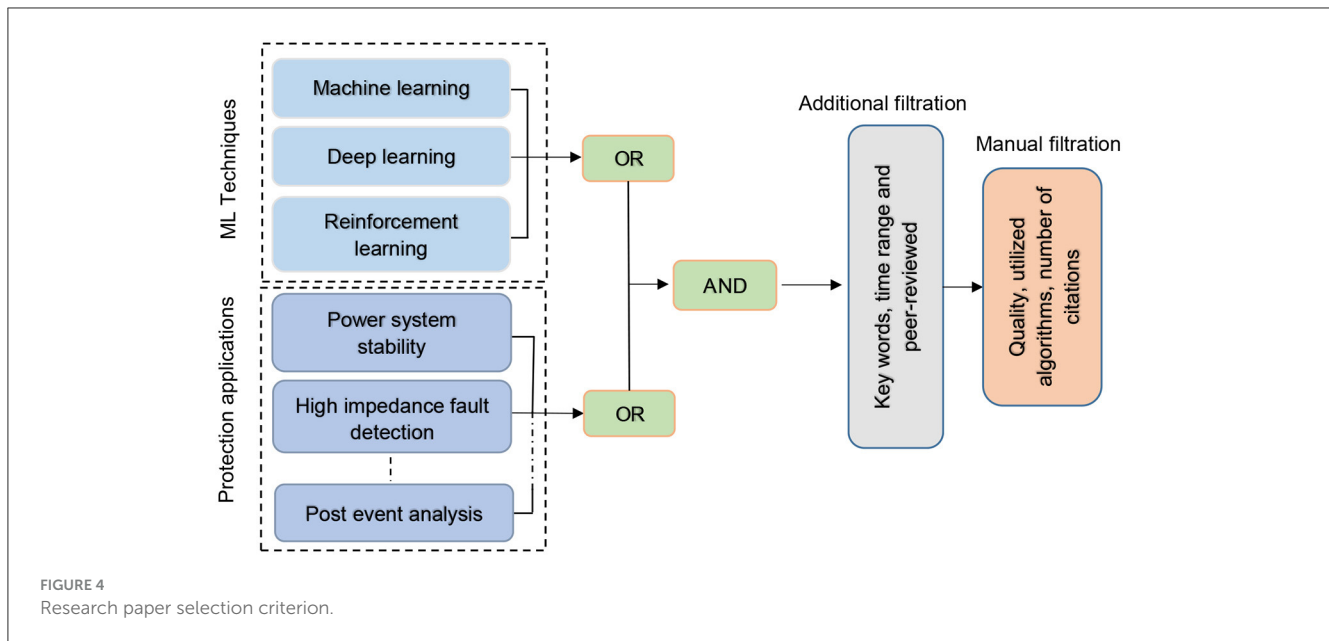 ML Techniques
Machine learning
Deep learning
Reinforcement
learning
OR
Protection applications
Power system
stability
High impedance fault
detection
Post event analysis
OR
AND
Additional filtration
Key words, time range and
peer-reviewed
Manual filtration
Quality, utilized
algorithms, number of
citations
FIGURE 4
Research paper selection criterion.